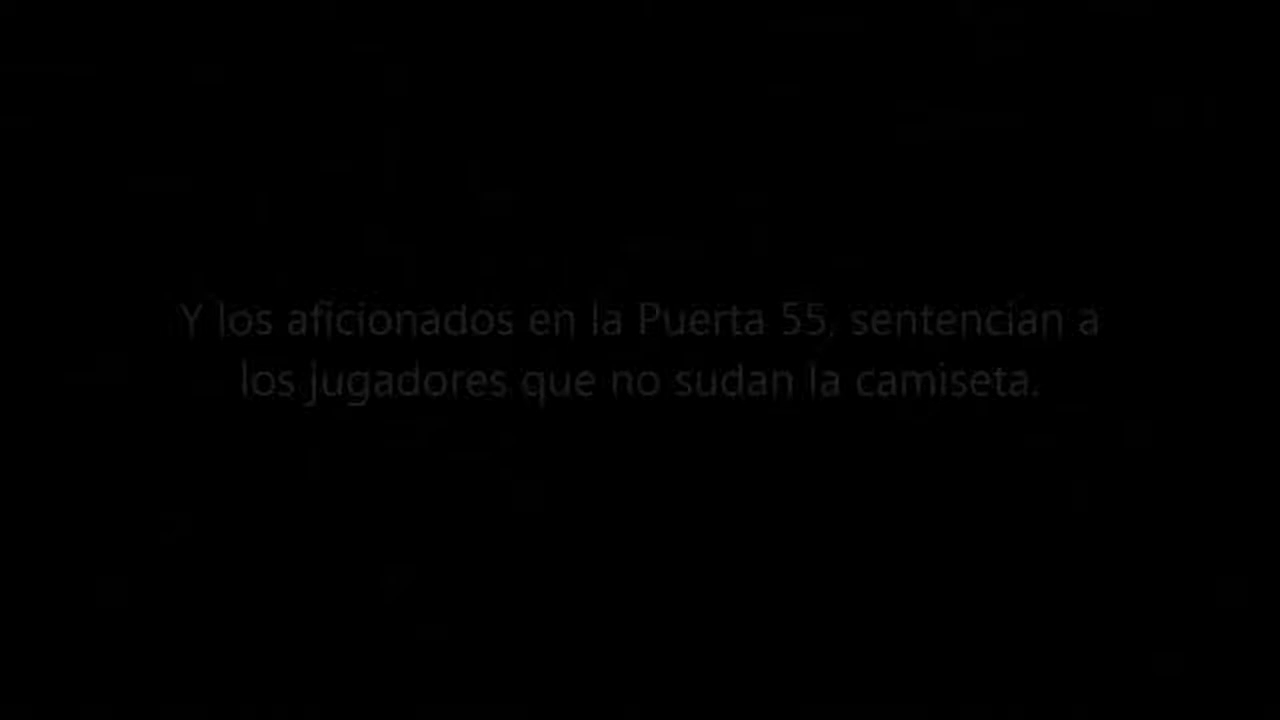 Y los aficionados en la Puerta 55, sentencian a
los jugadores que no sudan la camiseta.